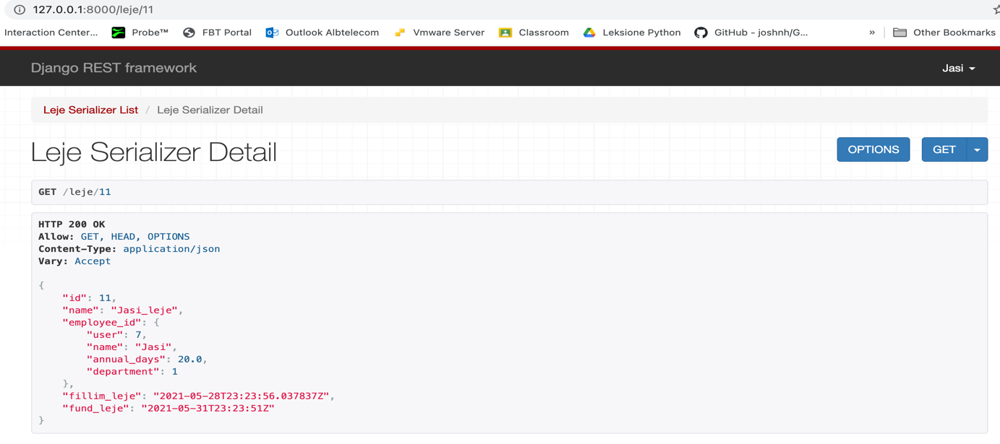 127.0.0.1:8000/leje/11
Interaction Center... Probe™ FBT Portal Outlook Albtelecom Vmware Server Classroom Leksione Python GitHub - joshnh/G... » Other Bookmarks
Django REST framework Jasi
Leje Serializer List / Leje Serializer Detail
Leje Serializer Detail OPTIONS GET
GET /leje/11
HTTP 200 OK
Allow: GET, HEAD, OPTIONS
Content-Type: application/json
Vary: Accept
{
"id": 11,
"name": "Jasi_leje",
"employee_id": {
"user": 7,
"name": "Jasi",
"annual_days": 20.0,
"department": 1
},
"fillim_leje": "2021-05-28T23:23:56.037837Z",
"fund_leje": "2021-05-31T23:23:51Z"
}